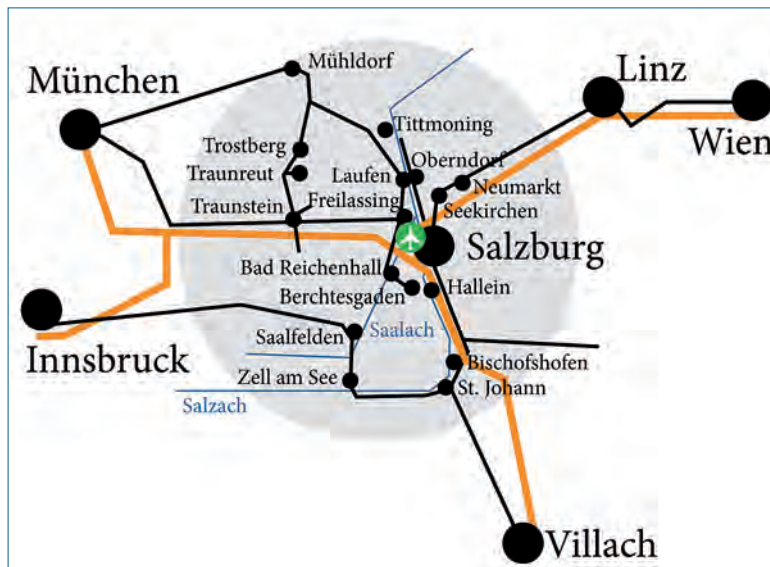 Mühldorf
Linz
München
Tittmoning
Wien
Trostberg
Oberndorf
Traunreut
Laufen
Neumarkt
Freilassing
Traunstein
Seekirchen
Salzburg
Bad Reichenhall
Berchtesgaden
Hallein
Saalfelden
Saalach
Innsbruck
Bischofshofen
Zell am See
St. Johann
Salzach
Villach